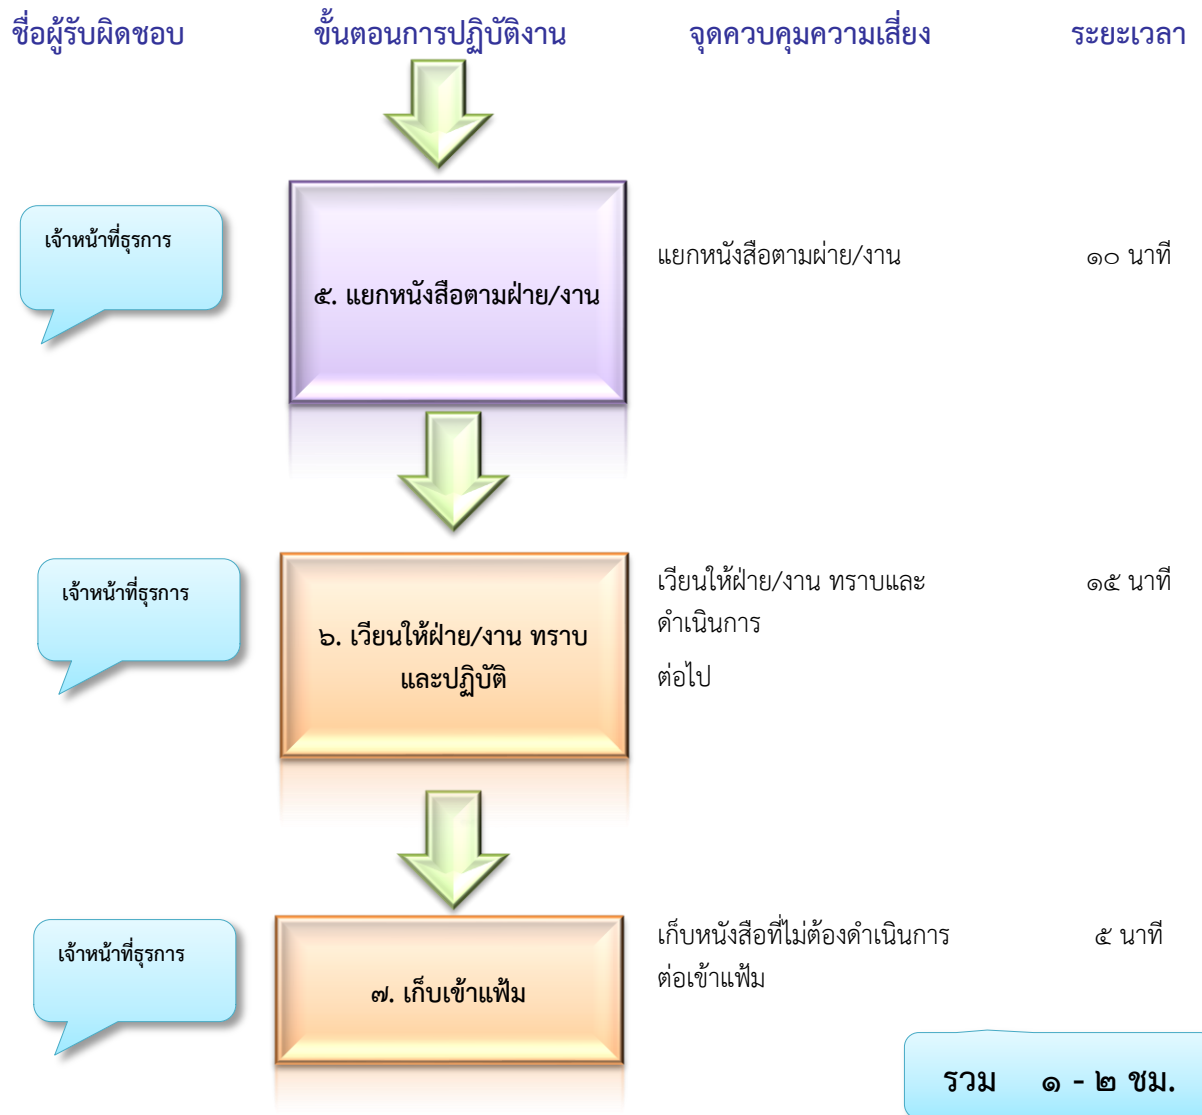 ชื่อผู้รับผิดชอบ ขั้นตอนการปฏิบัติงาน จุดควบคุมความเสี่ยง ระยะเวลา
เจ้าหน้าที่ธุรการ
๕. แยกหนังสือตามฝ่าย/งาน
แยกหนังสือตามผ่าย/งาน
๑๐ นาที
เจ้าหน้าที่ธุรการ
๖. เวียนให้ฝ่าย/งาน ทราบ
และปฏิบัติ
เวียนให้ฝ่าย/งาน ทราบและ
ดำเนินการ
ต่อไป
๑๕ นาที
เจ้าหน้าที่ธุรการ
๗. เก็บเข้าแฟ้ม
เก็บหนังสือที่ไม่ต้องดำเนินการ
ต่อเข้าแฟ้ม
๕ นาที
รวม ๑ - ๒ ชม.